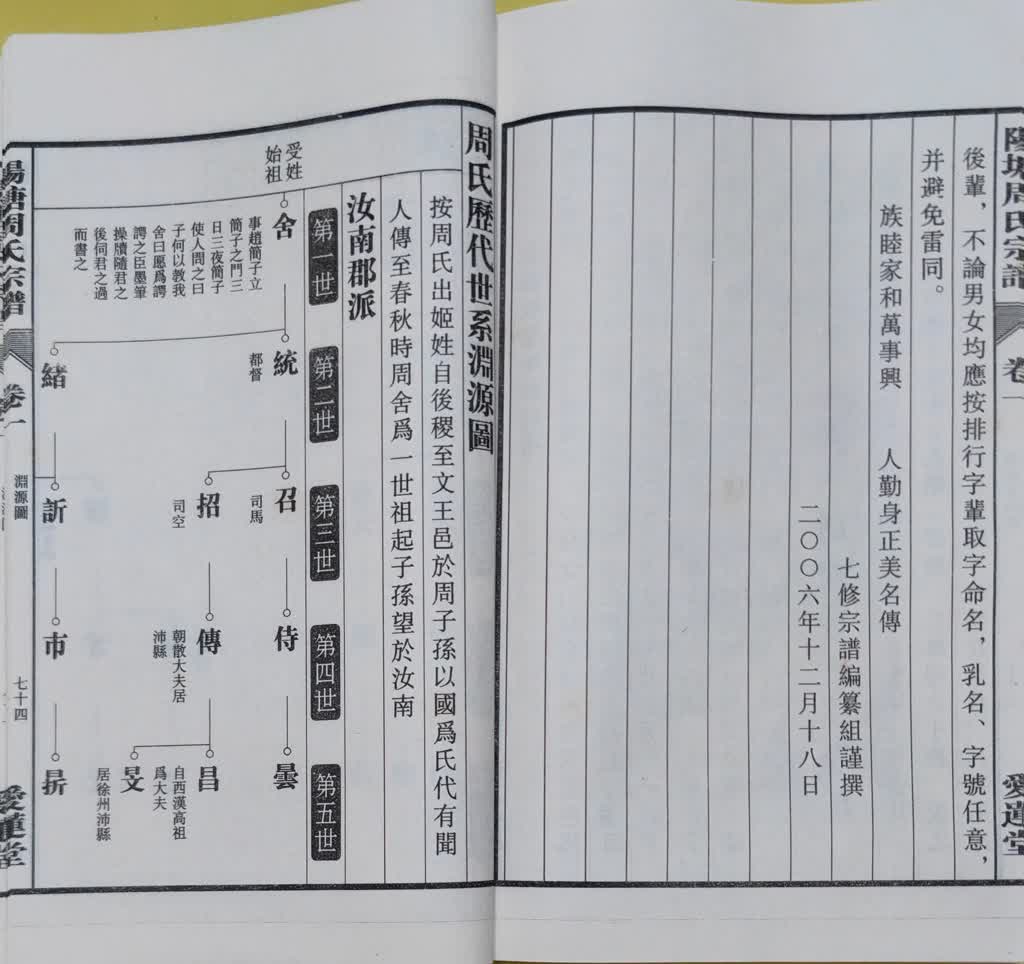 陽塘周氏宗譜
卷一
愛蓮堂
後輩，不論男女均應按排行字輩取字命名，乳名、字號任意，
并避免雷同。
族睦家和萬事興　人勤身正美名傳
七修宗譜編纂組謹撰
二〇〇六年十二月十八日
周氏歷代世系淵源圖
按周氏出姬姓自後稷至文王邑於周子孫以國爲氏代有聞
人傳至春秋時周舍爲一世祖起子孫望於汝南
汝南郡派
第一世
第二世
第三世
第四世
第五世
受姓
始祖
舍
事趙簡子立
簡子之門三
日三夜簡子
使人問之曰
子何以教我
舍曰愿爲諤
諤之臣墨筆
操牘隨君之
後伺君之過
而書之
統
都督
召
司馬
侍
曇
招
司空
傳
朝散大夫居
沛縣
昌
自西漢高祖
爲大夫
旻
居徐州沛縣
緒
訢
市
陽塘周氏宗譜
卷一
淵源圖
七十四
愛蓮堂